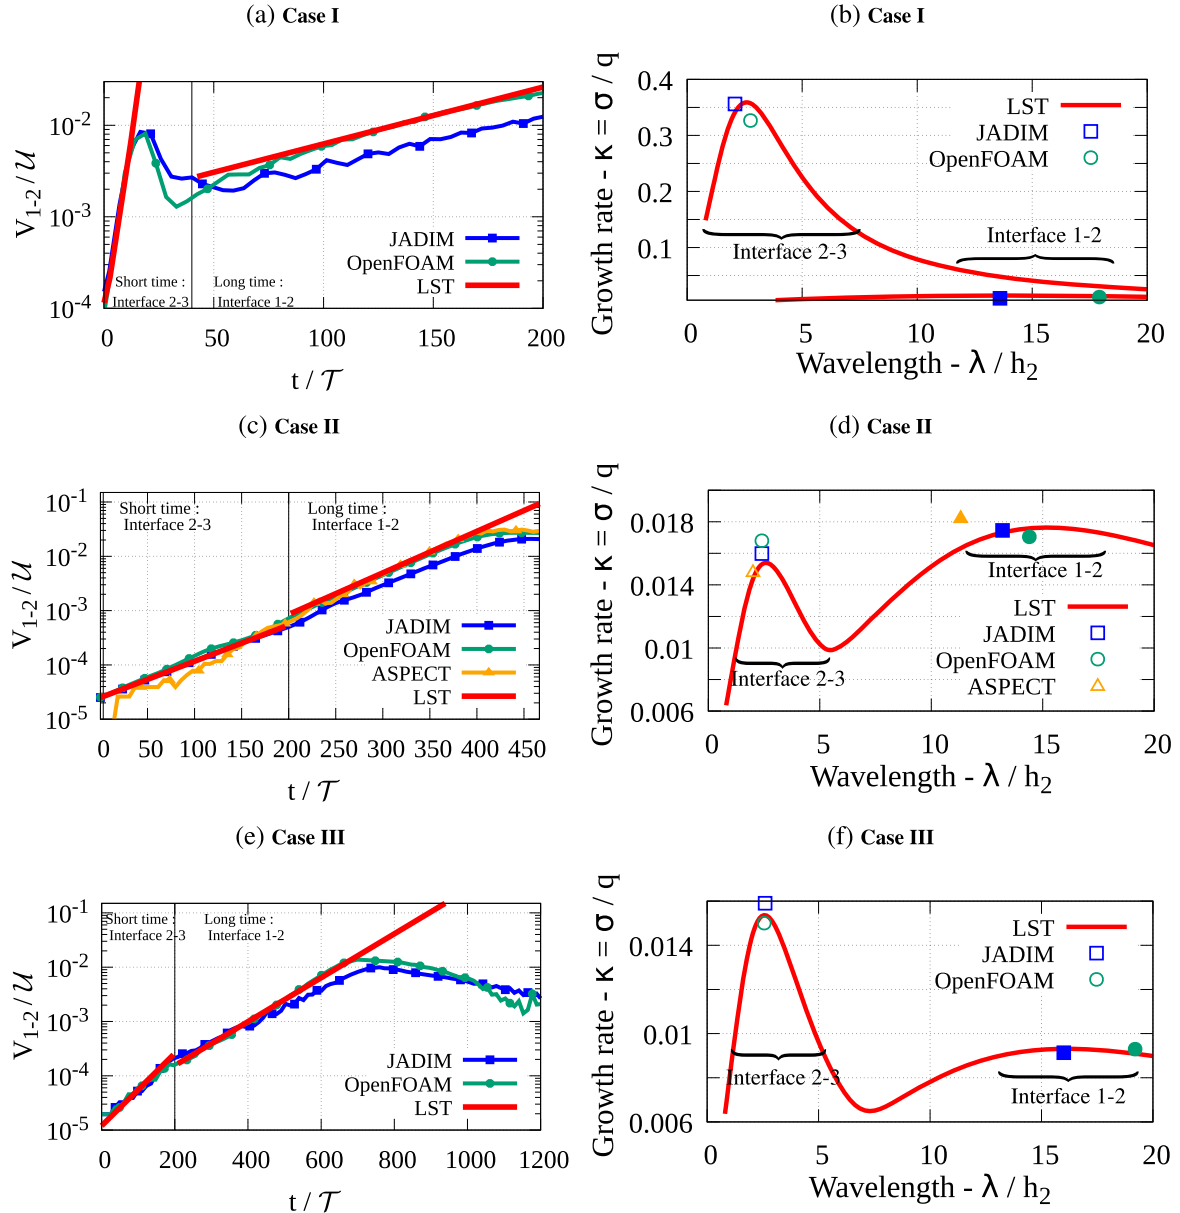 (a) Case I
V1-2 / U
10-2
10-3
10-4
0
50
100
150
200
t / T
Short time :
Interface 2-3
Long time :
Interface 1-2
JADIM
OpenFOAM
LST
(b) Case I
Growth rate - κ = σ / q
0.4
0.3
0.2
0.1
0
5
10
15
20
Wavelength - λ / h2
LST
JADIM
OpenFOAM
Interface 2-3
Interface 1-2
(c) Case II
V1-2 / U
10-1
10-2
10-3
10-4
10-5
0
50
100
150
200
250
300
350
400
450
t / T
Short time :
Interface 2-3
Long time :
Interface 1-2
JADIM
OpenFOAM
ASPECT
LST
(d) Case II
Growth rate - κ = σ / q
0.018
0.014
0.01
0.006
0
5
10
15
20
Wavelength - λ / h2
Interface 1-2
LST
JADIM
OpenFOAM
ASPECT
Interface 2-3
(e) Case III
V1-2 / U
10-1
10-2
10-3
10-4
10-5
0
200
400
600
800
1000
1200
t / T
Short time :
Interface 2-3
Long time :
Interface 1-2
JADIM
OpenFOAM
LST
(f) Case III
Growth rate - κ = σ / q
0.014
0.01
0.006
0
5
10
15
20
Wavelength - λ / h2
LST
JADIM
OpenFOAM
Interface 2-3
Interface 1-2